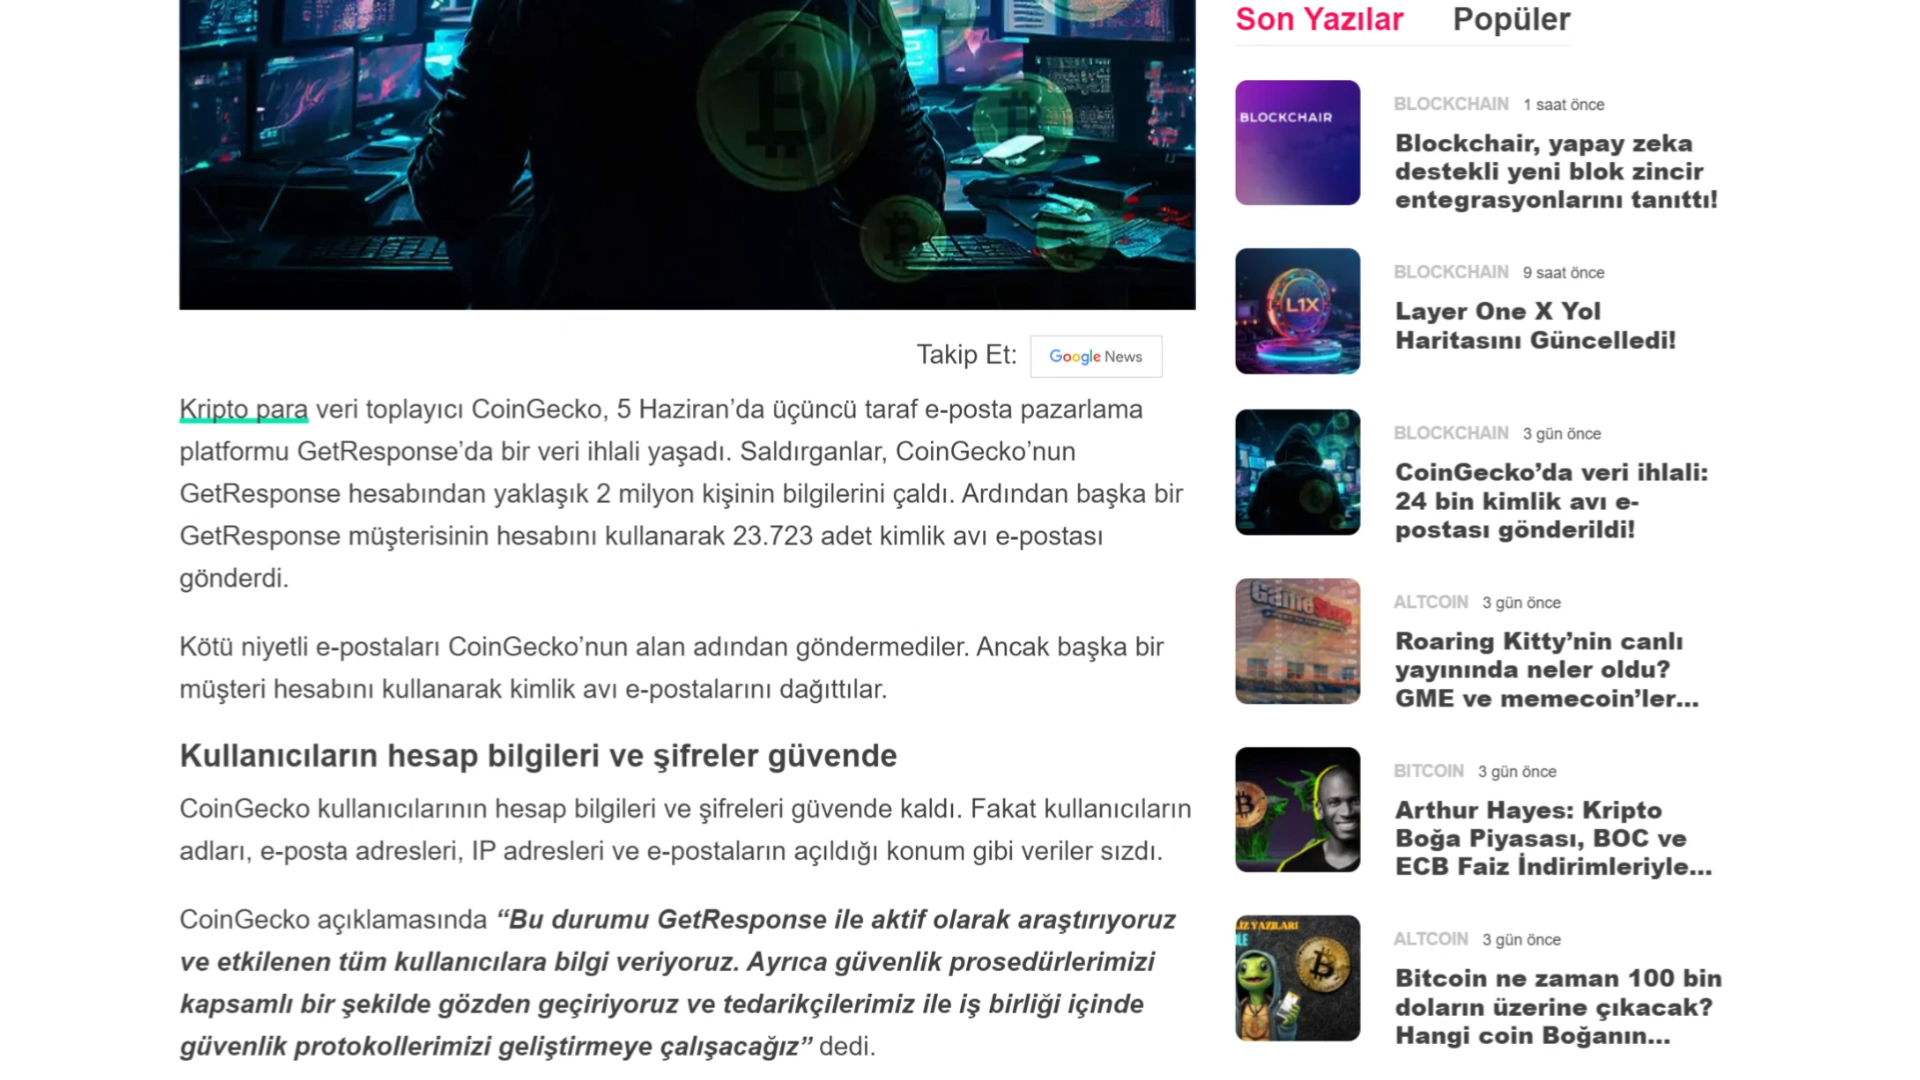 Son Yazılar Popüler
BLOCKCHAIR
BLOCKCHAIN 1 saat önce
Blockchair, yapay zeka
destekli yeni blok zincir
entegrasyonlarını tanıttı!
L1X
BLOCKCHAIN 9 saat önce
Layer One X Yol
Haritasını Güncelledi!
BLOCKCHAIN 3 gün önce
CoinGecko’da veri ihlali:
24 bin kimlik avı e-
postası gönderildi!
GameStop
ALTCOIN 3 gün önce
Roaring Kitty’nin canlı
yayınında neler oldu?
GME ve memecoin’ler...
BITCOIN 3 gün önce
Arthur Hayes: Kripto
Boğa Piyasası, BOC ve
ECB Faiz İndirimleriyle...
LİZ YAZILARI
İLE
ALTCOIN 3 gün önce
Bitcoin ne zaman 100 bin
doların üzerine çıkacak?
Hangi coin Boğanın...
Takip Et: Google News
Kripto para veri toplayıcı CoinGecko, 5 Haziran’da üçüncü taraf e-posta pazarlama
platformu GetResponse’da bir veri ihlali yaşadı. Saldırganlar, CoinGecko’nun
GetResponse hesabından yaklaşık 2 milyon kişinin bilgilerini çaldı. Ardından başka bir
GetResponse müşterisinin hesabını kullanarak 23.723 adet kimlik avı e-postası
gönderdi.
Kötü niyetli e-postaları CoinGecko’nun alan adından göndermediler. Ancak başka bir
müşteri hesabını kullanarak kimlik avı e-postalarını dağıttılar.
Kullanıcıların hesap bilgileri ve şifreler güvende
CoinGecko kullanıcılarının hesap bilgileri ve şifreleri güvende kaldı. Fakat kullanıcıların
adları, e-posta adresleri, IP adresleri ve e-postaların açıldığı konum gibi veriler sızdı.
CoinGecko açıklamasında “Bu durumu GetResponse ile aktif olarak araştırıyoruz
ve etkilenen tüm kullanıcılara bilgi veriyoruz. Ayrıca güvenlik prosedürlerimizi
kapsamlı bir şekilde gözden geçiriyoruz ve tedarikçilerimiz ile iş birliği içinde
güvenlik protokollerimizi geliştirmeye çalışacağız” dedi.